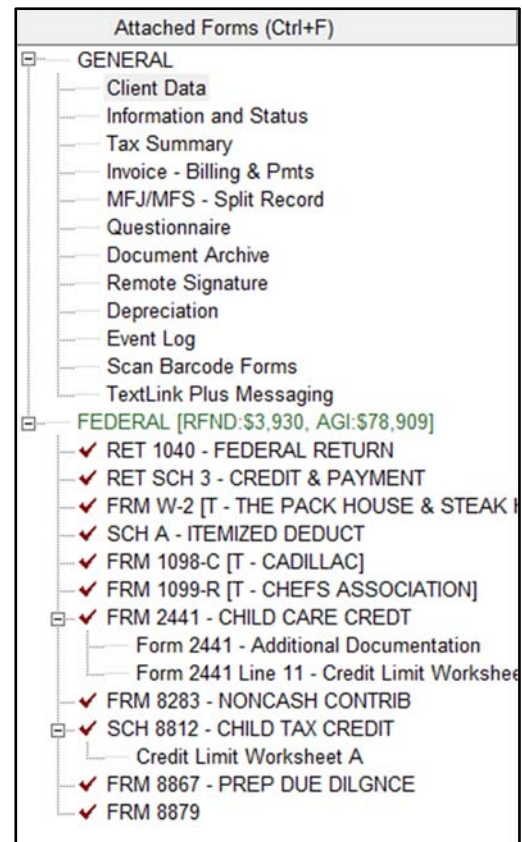 Attached Forms (Ctrl+F)
GENERAL
Client Data
Information and Status
Tax Summary
Invoice - Billing & Pmts
MFJ/MFS - Split Record
Questionnaire
Document Archive
Remote Signature
Depreciation
Event Log
Scan Barcode Forms
TextLink Plus Messaging
FEDERAL [RFND:$3,930, AGI:$78,909]
RET 1040 - FEDERAL RETURN
RET SCH 3 - CREDIT & PAYMENT
FRM W-2 [T - THE PACK HOUSE & STEAK H
SCH A - ITEMIZED DEDUCT
FRM 1098-C [T - CADILLAC]
FRM 1099-R [T - CHEFS ASSOCIATION]
FRM 2441 - CHILD CARE CREDT
Form 2441 - Additional Documentation
Form 2441 Line 11 - Credit Limit Workshee
FRM 8283 - NONCASH CONTRIB
SCH 8812 - CHILD TAX CREDIT
Credit Limit Worksheet A
FRM 8867 - PREP DUE DILGNCE
FRM 8879